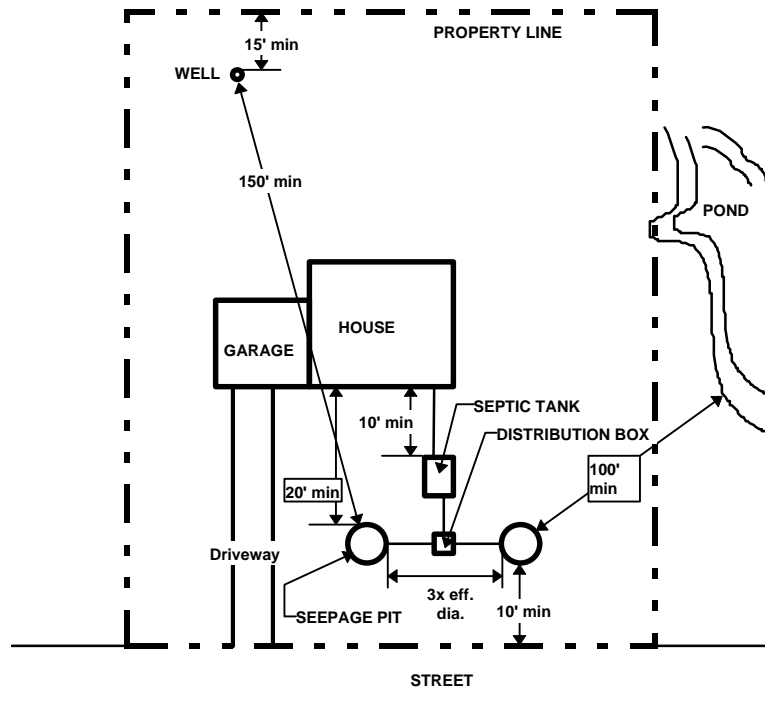 PROPERTY LINE
15' min
WELL
150' min
POND
HOUSE
GARAGE
SEPTIC TANK
10' min
DISTRIBUTION BOX
100'
min
20' min
Driveway
3x eff.
dia.
10' min
SEEPAGE PIT
STREET